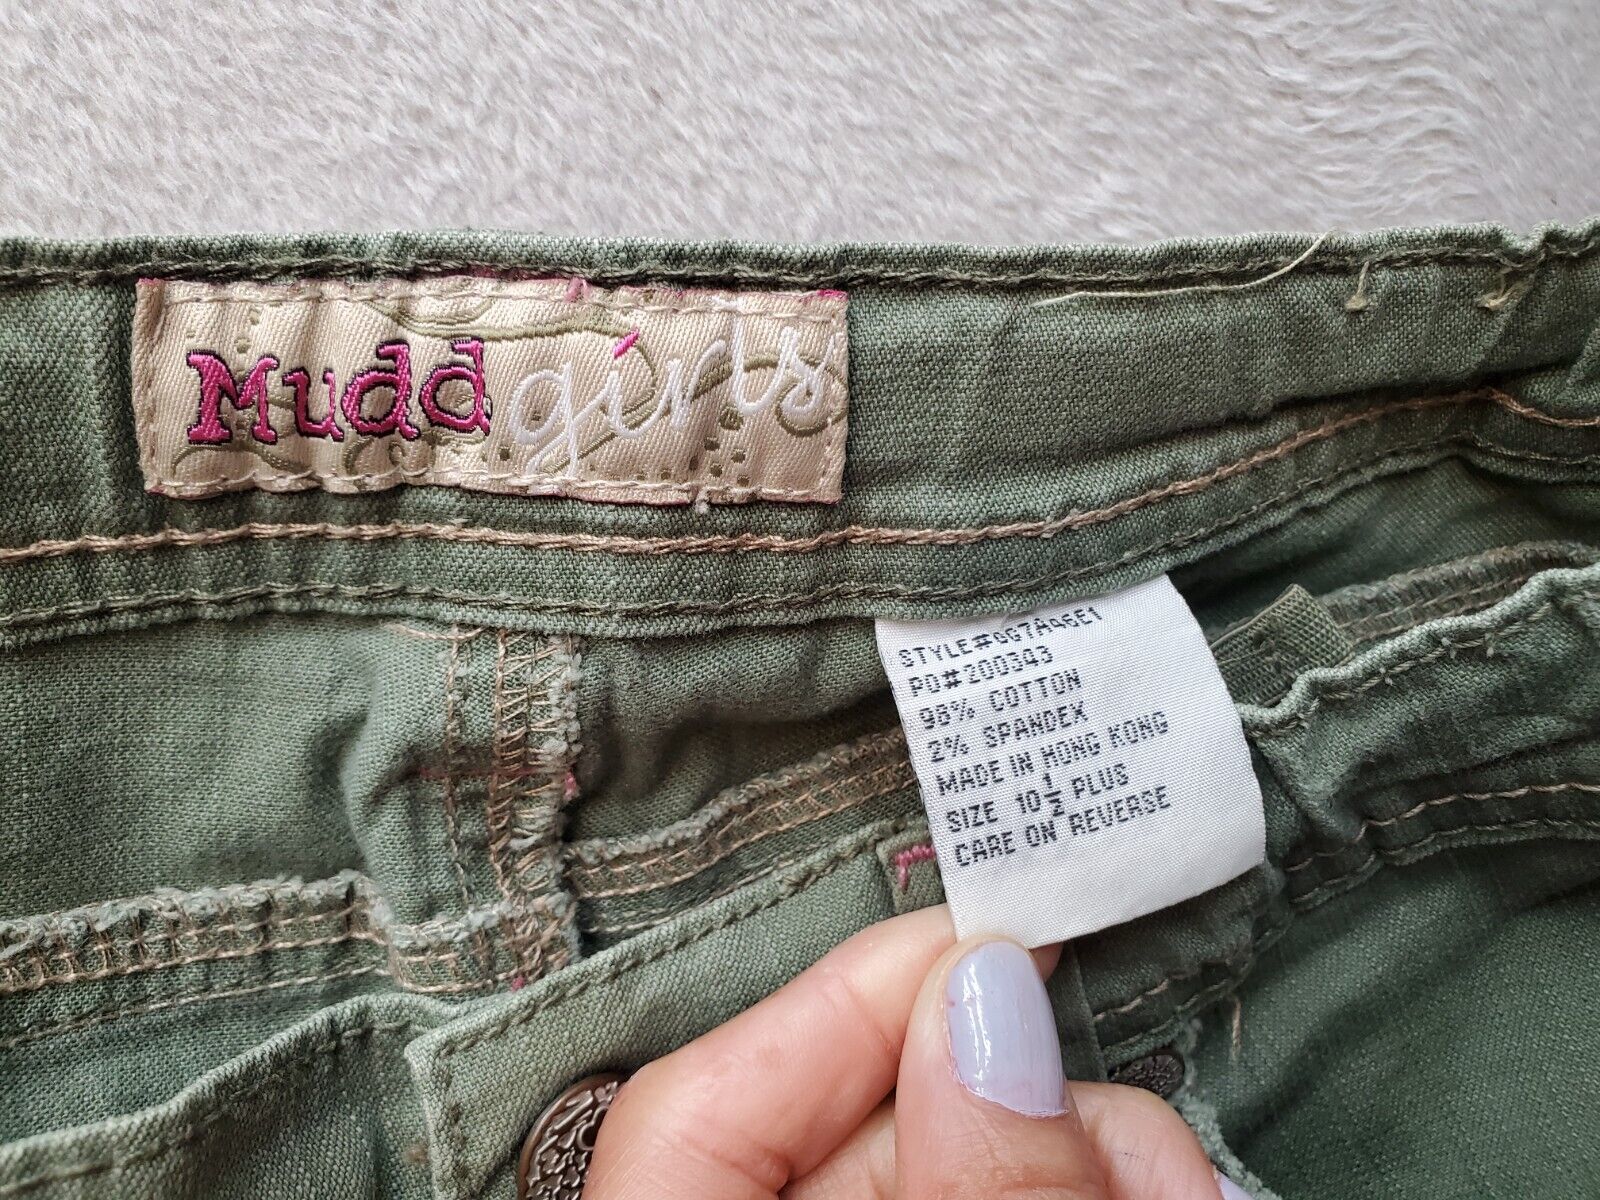 Mudd girls
STYLE#9G7A96E1
PO#200343
98% COTTON
2% SPANDEX
MADE IN HONG KONG
SIZE 10½ PLUS
CARE ON REVERSE